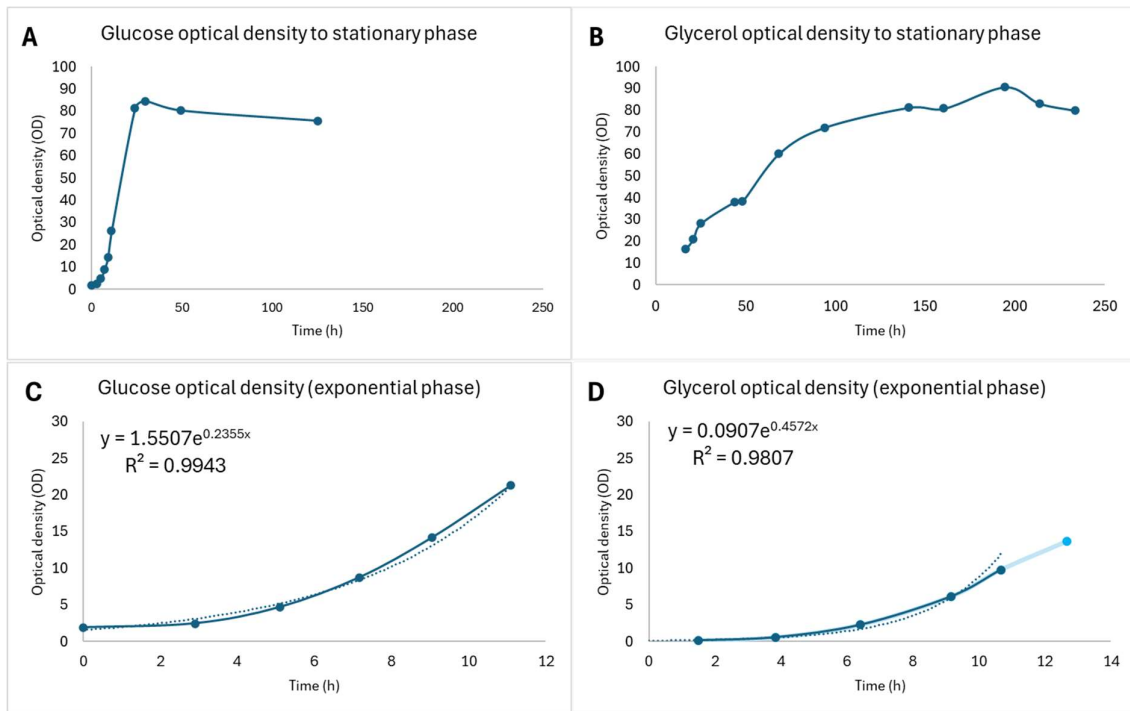 A
Glucose optical density to stationary phase
Optical density (OD)
100
90
80
70
60
50
40
30
20
10
0
0 50 100 150 200 250
Time (h)
B
Glycerol optical density to stationary phase
Optical density (OD)
100
90
80
70
60
50
40
30
20
10
0
0 50 100 150 200 250
Time (h)
C
Glucose optical density (exponential phase)
y = 1.5507e^0.2355x
R² = 0.9943
Optical density (OD)
30
25
20
15
10
5
0
0 2 4 6 8 10 12
Time (h)
D
Glycerol optical density (exponential phase)
y = 0.0907e^0.4572x
R² = 0.9807
Optical density (OD)
30
25
20
15
10
5
0
0 2 4 6 8 10 12 14
Time (h)